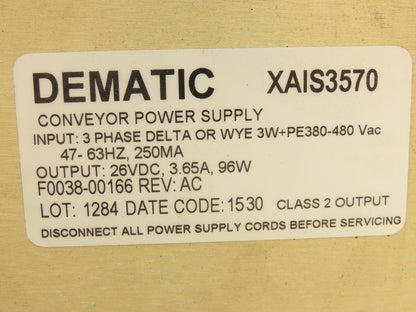 DEMATIC XAIS3570
CONVEYOR POWER SUPPLY
INPUT: 3 PHASE DELTA OR WYE 3W+PE380-480 Vac
47- 63HZ, 250MA
OUTPUT: 26VDC, 3.65A, 96W
F0038-00166 REV: AC
LOT: 1284 DATE CODE: 1530 CLASS 2 OUTPUT
DISCONNECT ALL POWER SUPPLY CORDS BEFORE SERVICING